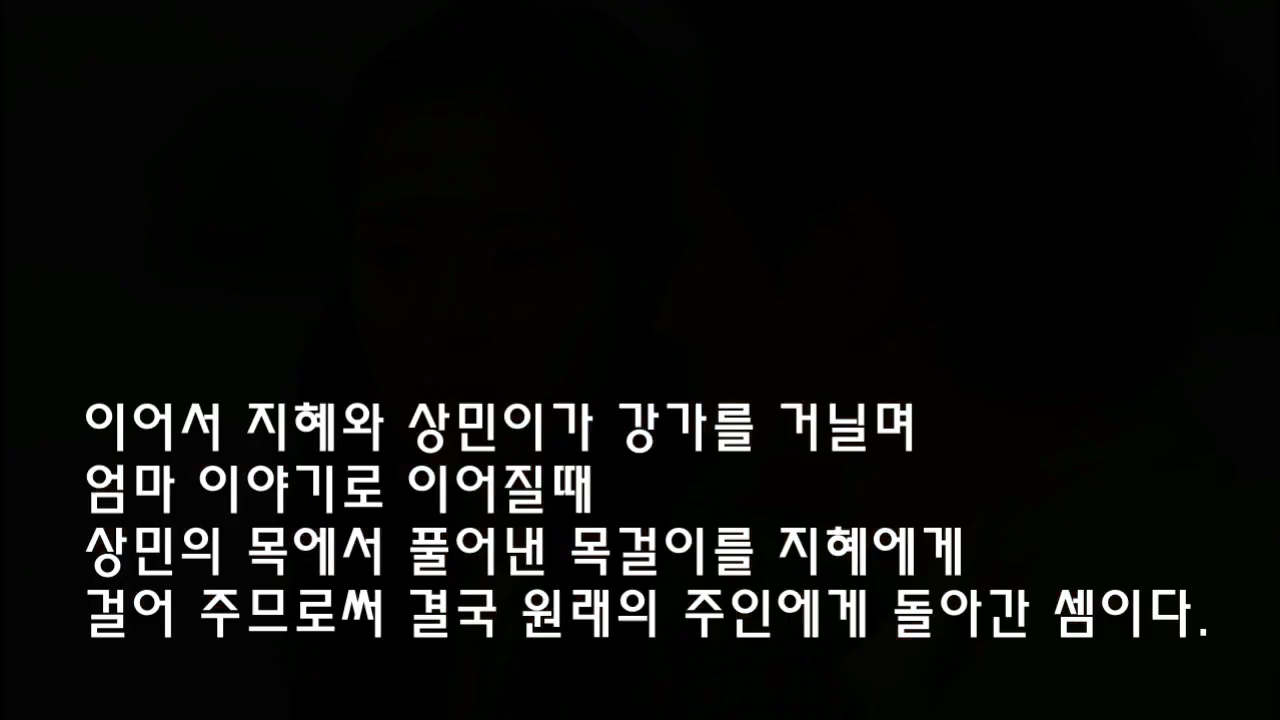 이어서 지혜와 상민이가 강가를 거닐며
엄마 이야기로 이어질때
상민의 목에서 풀어낸 목걸이를 지혜에게
걸어 주므로써 결국 원래의 주인에게 돌아간 셈이다.